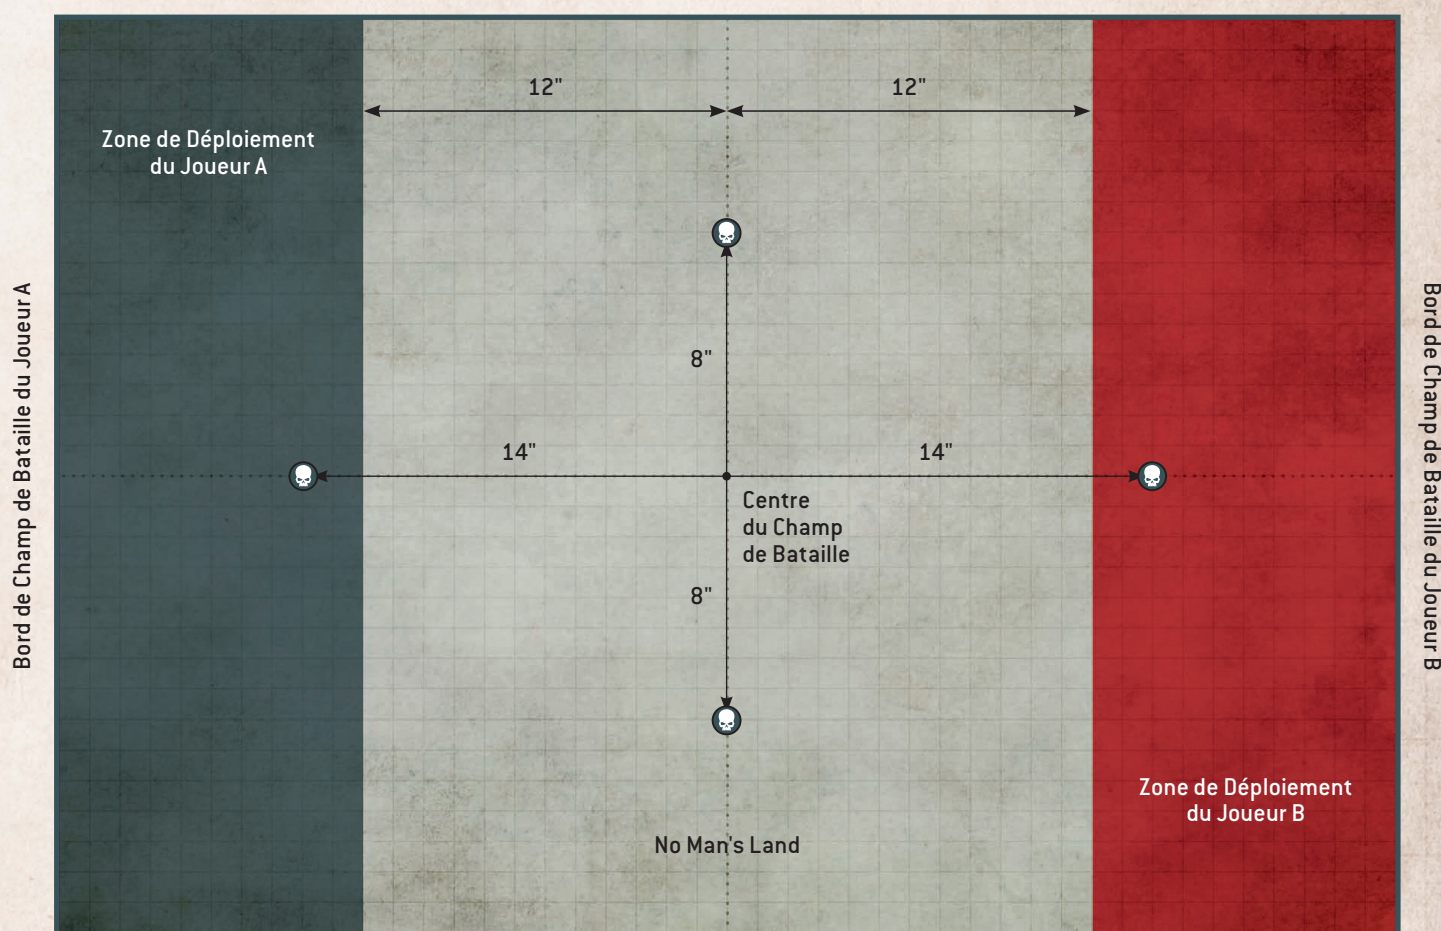 12"
12"
Zone de Déploiement
du Joueur A
Bord de Champ de Bataille du Joueur A
8"
14"
14"
Centre
du Champ
de Bataille
8"
Bord de Champ de Bataille du Joueur B
Zone de Déploiement
du Joueur B
No Man's Land